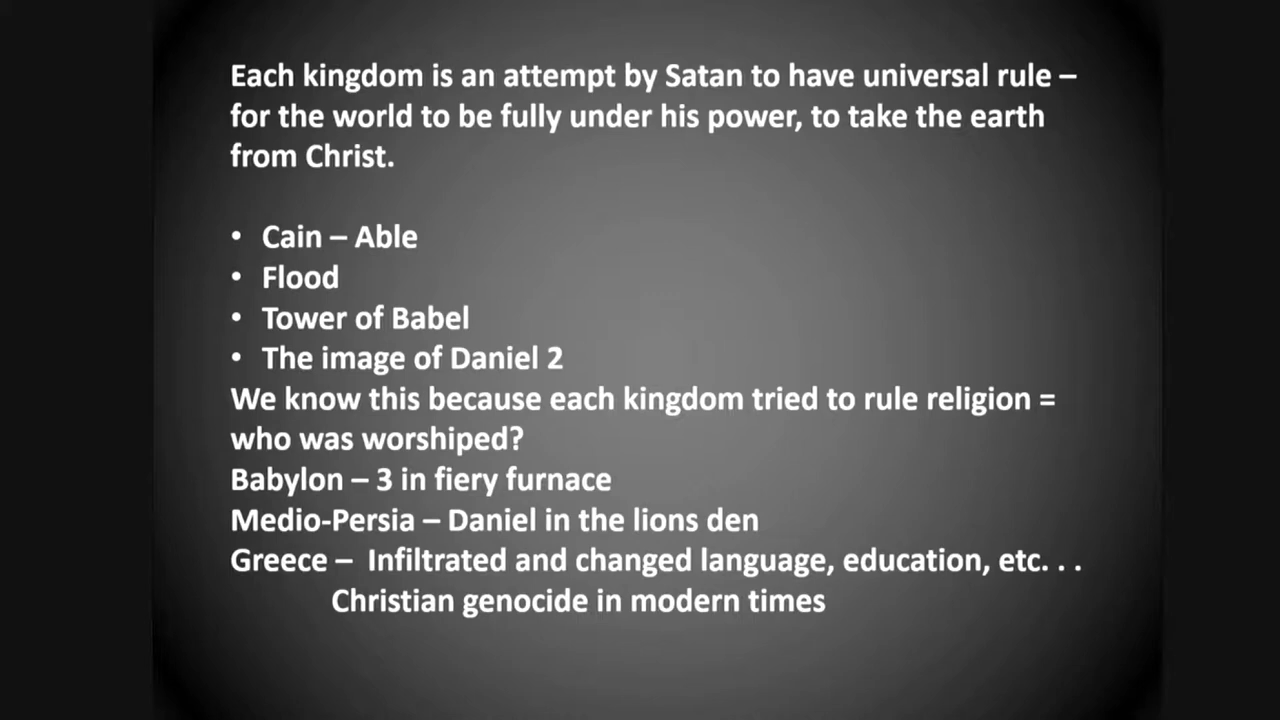 Each kingdom is an attempt by Satan to have universal rule –
for the world to be fully under his power, to take the earth
from Christ.
• Cain – Able
• Flood
• Tower of Babel
• The image of Daniel 2
We know this because each kingdom tried to rule religion =
who was worshiped?
Babylon – 3 in fiery furnace
Medio-Persia – Daniel in the lions den
Greece – Infiltrated and changed language, education, etc. . .
Christian genocide in modern times